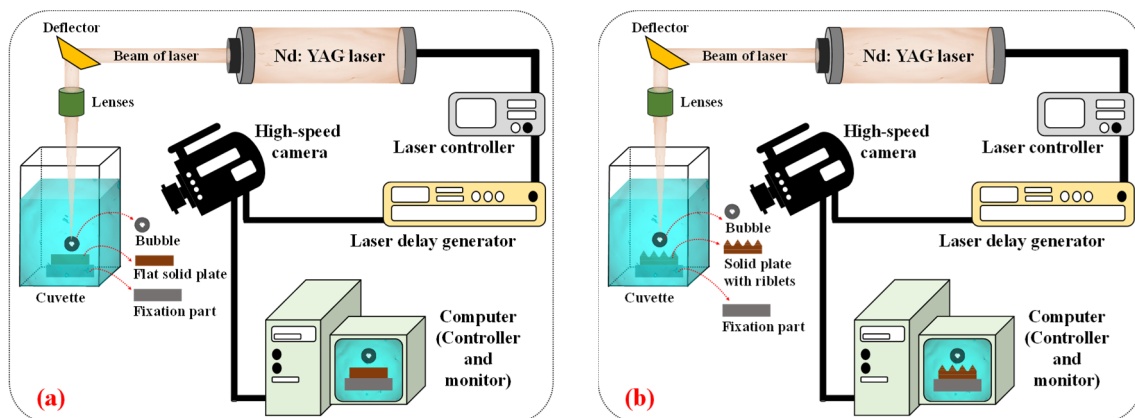 Deflector
Beam of laser
Nd: YAG laser
Lenses
High-speed
camera
Laser controller
Laser delay generator
Bubble
Flat solid plate
Fixation part
Cuvette
Computer
(Controller
and
monitor)
(a)
Deflector
Beam of laser
Nd: YAG laser
Lenses
High-speed
camera
Laser controller
Laser delay generator
Bubble
Solid plate
with riblets
Fixation part
Cuvette
Computer
(Controller
and
monitor)
(b)